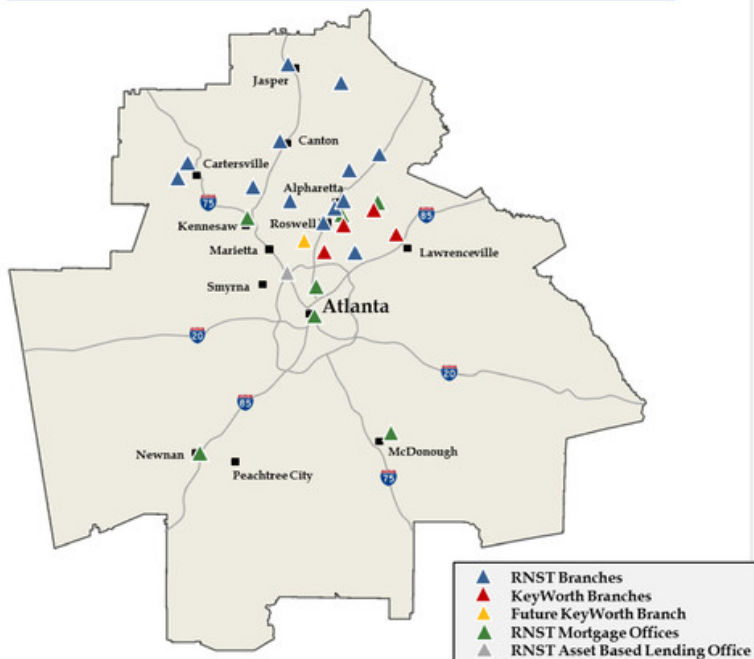 Jasper
Canton
Cartersville
Alpharetta
75
85
Kennesaw
Roswell
Marietta
Lawrenceville
Smyrna
Atlanta
20
20
85
Newnan
McDonough
Peachtree City
75
RNST Branches
KeyWorth Branches
Future KeyWorth Branch
RNST Mortgage Offices
RNST Asset Based Lending Office